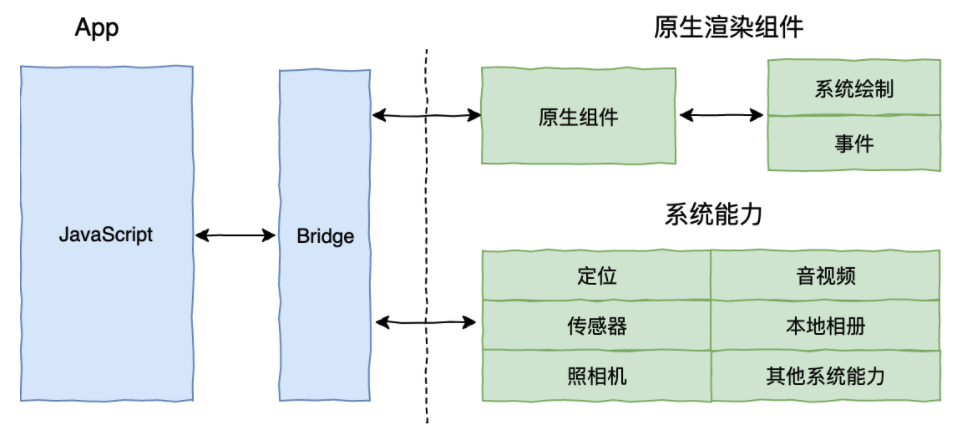 App
原生渲染组件
JavaScript
Bridge
原生组件
系统绘制
事件
系统能力
定位
音视频
传感器
本地相册
照相机
其他系统能力